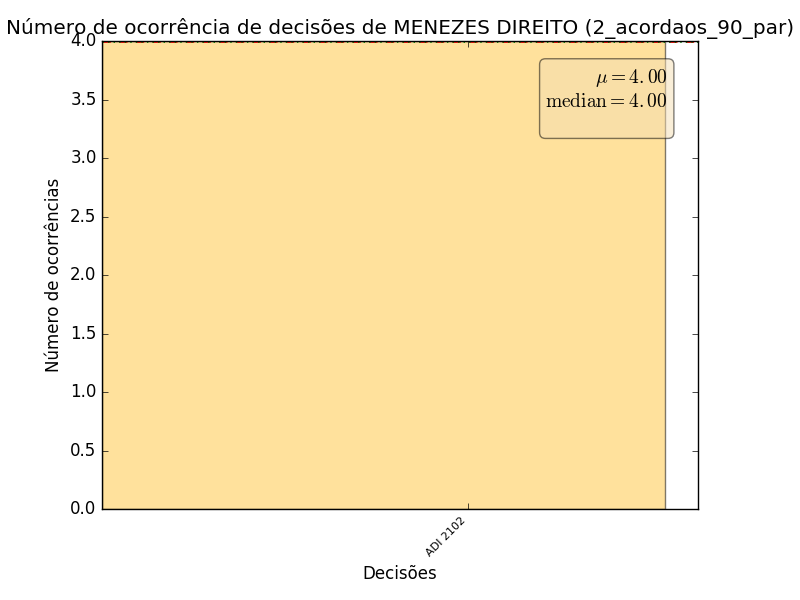 Número de ocorrência de decisões de MENEZES DIREITO (2_acordaos_90_par)
4.0
3.5
3.0
2.5
2.0
1.5
1.0
0.5
0.0
Número de ocorrências
μ = 4.00
median = 4.00
ADI 2102
Decisões